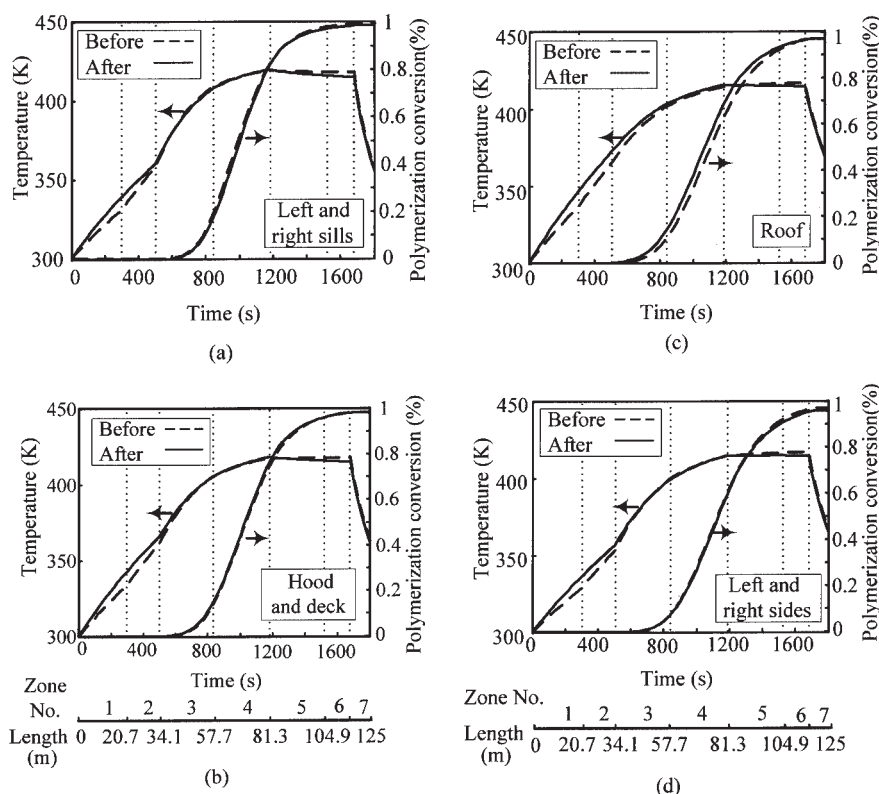 450
400
350
300
Temperature (K)
Before
After
1
0.8
0.6
0.4
0.2
0
Polymerization conversion(%)
Left and
right sills
0 400 800 1200 1600
Time (s)
(a)
450
400
350
300
Temperature (K)
Before
After
1
0.8
0.6
0.4
0.2
0
Polymerization conversion(%)
Roof
0 400 800 1200 1600
Time (s)
(c)
450
400
350
300
Temperature (K)
Before
After
1
0.8
0.6
0.4
0.2
0
Polymerization conversion (%)
Hood
and deck
0 400 800 1200 1600
Time (s)
Zone
No. 1 2 3 4 5 6 7
Length 0 20.7 34.1 57.7 81.3 104.9 125
(m)
(b)
450
400
350
300
Temperature (K)
Before
After
1
0.8
0.6
0.4
0.2
0
Polymerization conversion(%)
Left and
right sides
0 400 800 1200 1600
Time (s)
Zone No. 1 2 3 4 5 6 7
Length 0 20.7 34.1 57.7 81.3 104.9 125
(m)
(d)